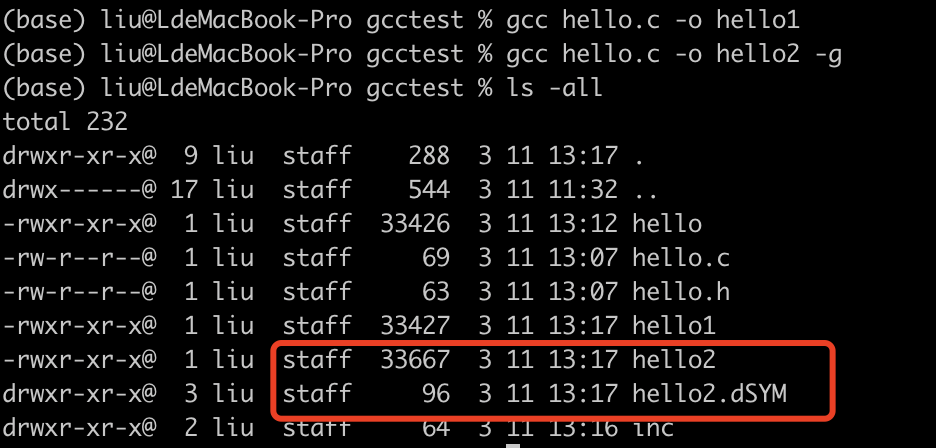 (base) liu@LdeMacBook-Pro gcctest % gcc hello.c -o hello1
(base) liu@LdeMacBook-Pro gcctest % gcc hello.c -o hello2 -g
(base) liu@LdeMacBook-Pro gcctest % ls -all
total 232
drwxr-xr-x@  9 liu  staff    288  3 11 13:17 .
drwx------@ 17 liu  staff    544  3 11 11:32 ..
-rwxr-xr-x@  1 liu  staff  33426  3 11 13:12 hello
-rw-r--r--@  1 liu  staff     69  3 11 13:07 hello.c
-rw-r--r--@  1 liu  staff     63  3 11 13:07 hello.h
-rwxr-xr-x@  1 liu  staff  33427  3 11 13:17 hello1
-rwxr-xr-x@  1 liu  staff  33667  3 11 13:17 hello2
drwxr-xr-x@  3 liu  staff     96  3 11 13:17 hello2.dSYM
drwxr-xr-x@  2 liu  staff     64  3 11 13:16 inc